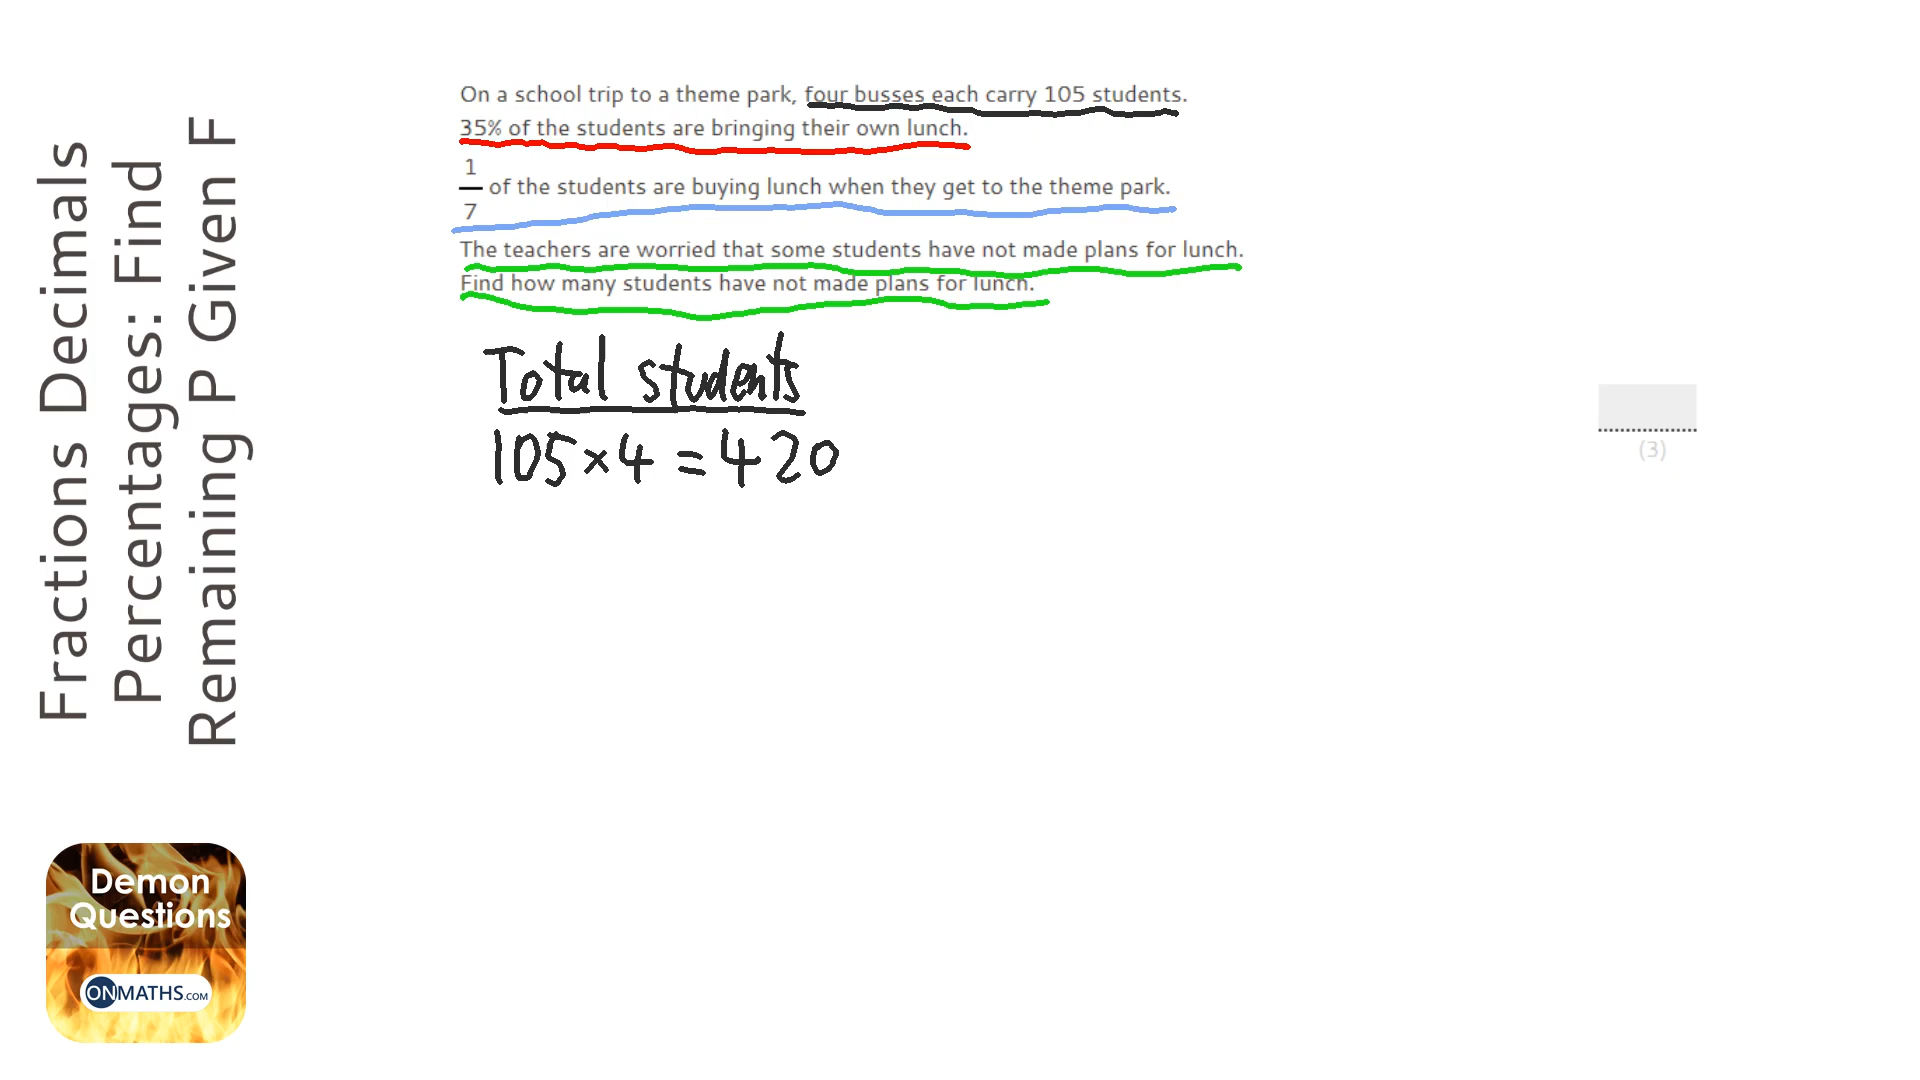 Fractions Decimals
Percentages: Find
Remaining P Given F
On a school trip to a theme park, four busses each carry 105 students.
35% of the students are bringing their own lunch.
1
— of the students are buying lunch when they get to the theme park.
7
The teachers are worried that some students have not made plans for lunch.
Find how many students have not made plans for lunch.
Total students
105×4 = 420
(3)
Demon
Questions
ONMATHS.COM